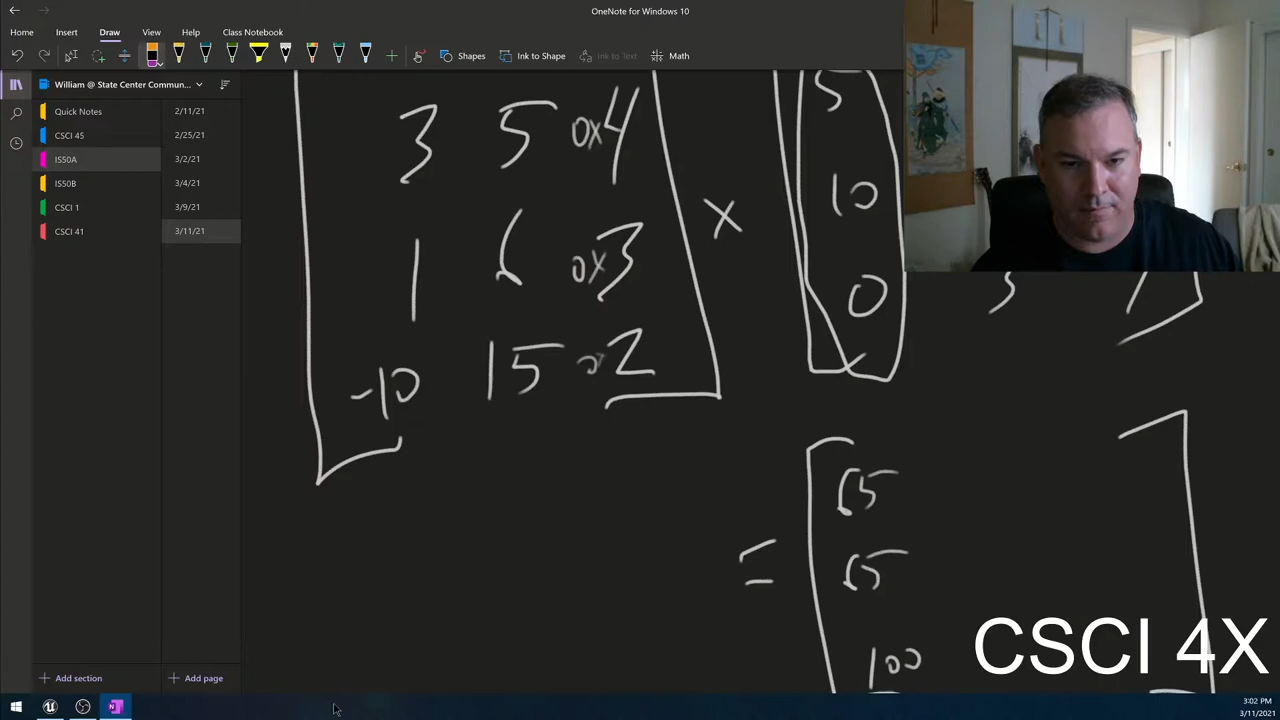 OneNote for Windows 10
Home Insert Draw View Help Class Notebook
Shapes Ink to Shape Ink to Text Math
William @ State Center Commun...
Quick Notes 2/11/21
CSCI 45 2/25/21
IS50A 3/2/21
IS50B 3/4/21
CSCI 1 3/9/21
CSCI 41 3/11/21
3 5 0x4
1 6 0x3
-10 15 0 2
x
5
10
0
=
65
65
100
CSCI 4X
Add section Add page
3:02 PM
3/11/2021